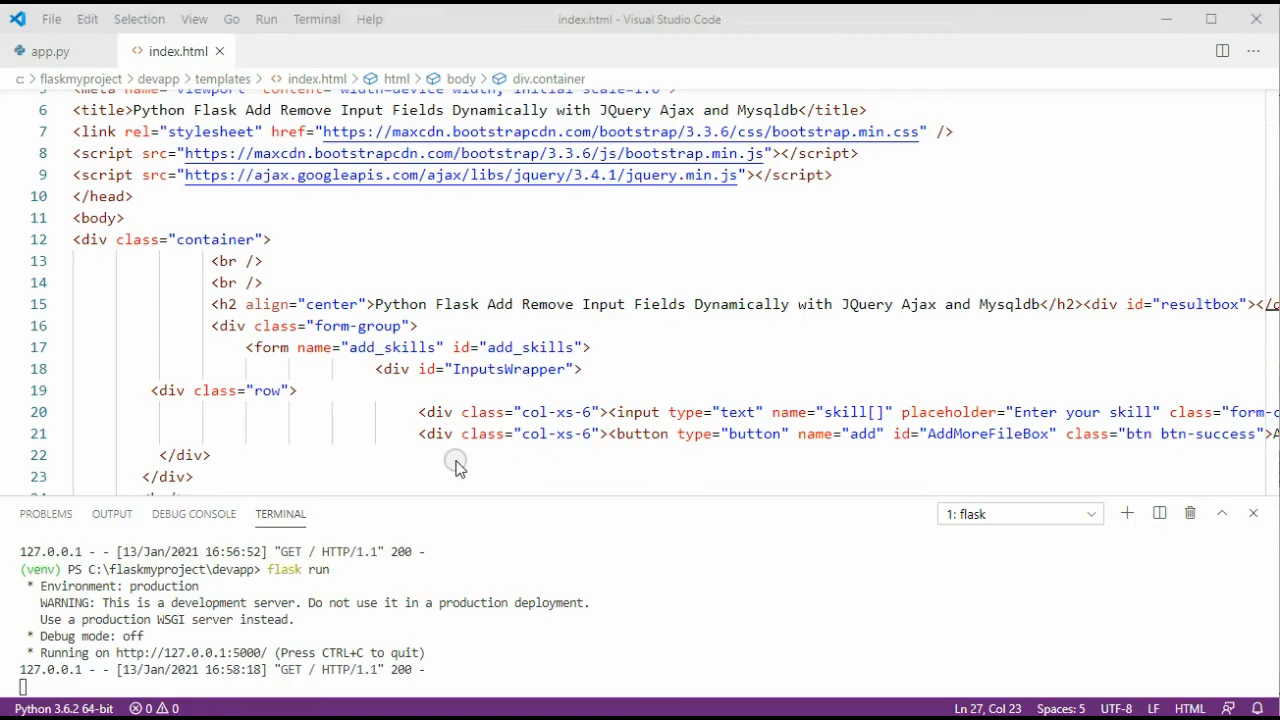 File Edit Selection View Go Run Terminal Help index.html - Visual Studio Code
app.py <> index.html
c: > flaskmyproject > devapp > templates > <> index.html > html > body > div.container
5 <meta name="viewport" content="width=device width, initial scale=1.0">
6 <title>Python Flask Add Remove Input Fields Dynamically with JQuery Ajax and Mysqldb</title>
7 <link rel="stylesheet" href="https://maxcdn.bootstrapcdn.com/bootstrap/3.3.6/css/bootstrap.min.css" />
8 <script src="https://maxcdn.bootstrapcdn.com/bootstrap/3.3.6/js/bootstrap.min.js"></script>
9 <script src="https://ajax.googleapis.com/ajax/libs/jquery/3.4.1/jquery.min.js"></script>
10 </head>
11 <body>
12 <div class="container">
13 <br />
14 <br />
15 <h2 align="center">Python Flask Add Remove Input Fields Dynamically with JQuery Ajax and Mysqldb</h2><div id="resultbox"></
16 <div class="form-group">
17 <form name="add_skills" id="add_skills">
18 <div id="InputsWrapper">
19 <div class="row">
20 <div class="col-xs-6"><input type="text" name="skill[]" placeholder="Enter your skill" class="form-
21 <div class="col-xs-6"><button type="button" name="add" id="AddMoreFileBox" class="btn btn-success">A
22 </div>
23 </div>
PROBLEMS OUTPUT DEBUG CONSOLE TERMINAL 1: flask
127.0.0.1 - - [13/Jan/2021 16:56:52] "GET / HTTP/1.1" 200 -
(venv) PS C:\flaskmyproject\devapp> flask run
* Environment: production
WARNING: This is a development server. Do not use it in a production deployment.
Use a production WSGI server instead.
* Debug mode: off
* Running on http://127.0.0.1:5000/ (Press CTRL+C to quit)
127.0.0.1 - - [13/Jan/2021 16:58:18] "GET / HTTP/1.1" 200 -
Python 3.6.2 64-bit 0 0 Ln 27, Col 23 Spaces: 5 UTF-8 LF HTML